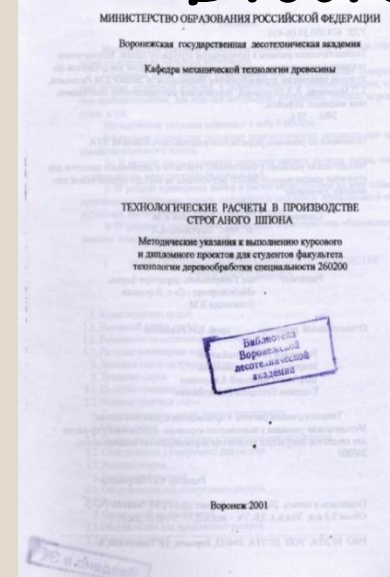 МИНИСТЕРСТВО ОБРАЗОВАНИЯ РОССИЙСКОЙ ФЕДЕРАЦИИ
Воронежская государственная лесотехническая академия
Кафедра механической технологии древесины
ТЕХНОЛОГИЧЕСКИЕ РАСЧЕТЫ В ПРОИЗВОДСТВЕ
СТРОГАНОГО ШПОНА
Методические указания к выполнению курсового
и дипломного проектов для студентов факультета
технологии деревообработки специальности 260200
Библиотека
Воронежской
лесотехнической
академии
Воронеж 2001